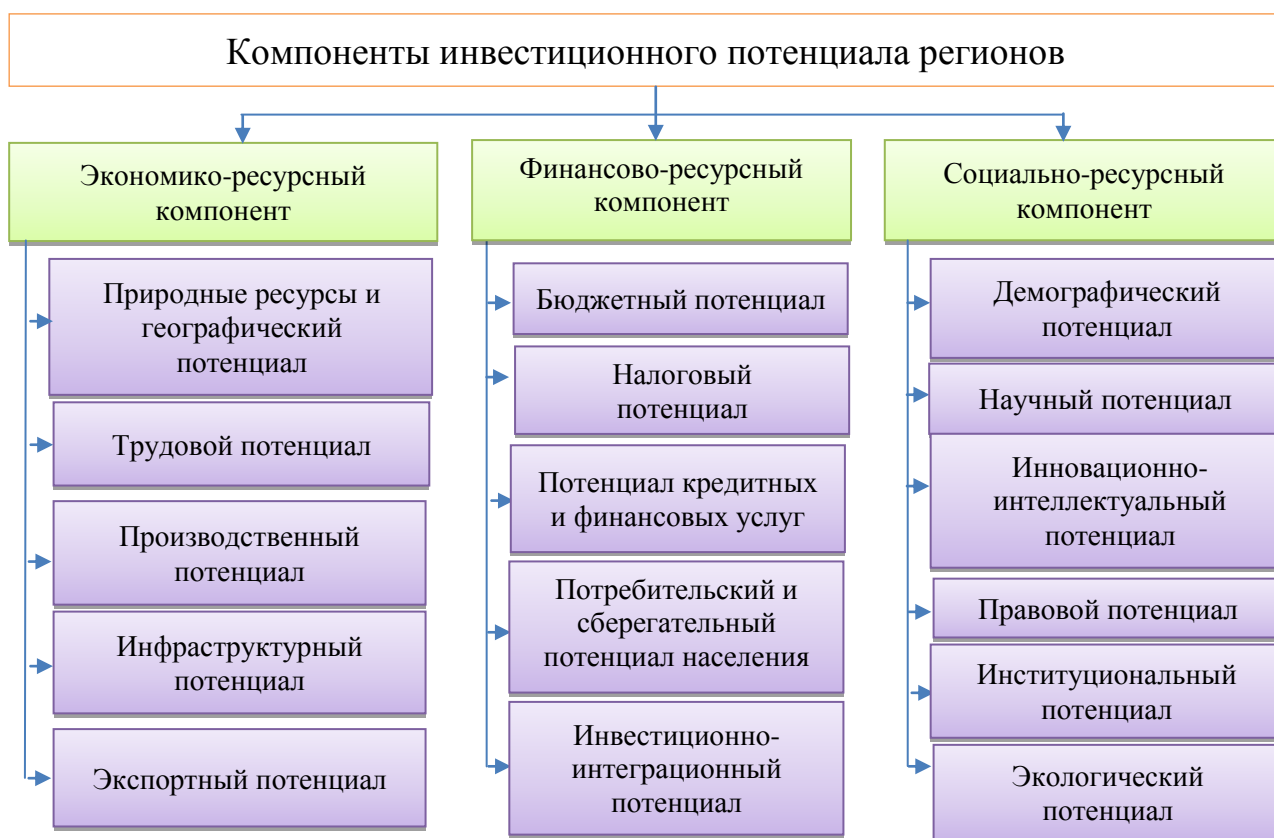 Компоненты инвестиционного потенциала регионов
Экономико-ресурсный
компонент
Природные ресурсы и
географический
потенциал
Трудовой потенциал
Производственный
потенциал
Инфраструктурный
потенциал
Экспортный потенциал
Финансово-ресурсный
компонент
Бюджетный потенциал
Налоговый
потенциал
Потенциал кредитных
и финансовых услуг
Потребительский и
сберегательный
потенциал населения
Инвестиционно-
интеграционный
потенциал
Социально-ресурсный
компонент
Демографический
потенциал
Научный потенциал
Инновационно-
интеллектуальный
потенциал
Правовой потенциал
Институциональный
потенциал
Экологический
потенциал